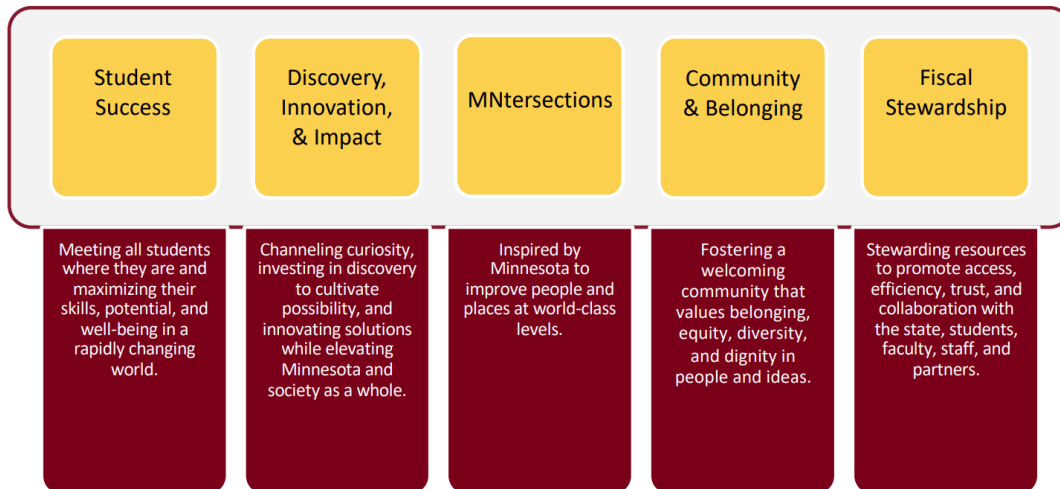 Student
Success
Discovery,
Innovation,
& Impact
MNtersections
Community
& Belonging
Fiscal
Stewardship
Meeting all students
where they are and
maximizing their
skills, potential, and
well-being in a
rapidly changing
world.
Channeling curiosity,
investing in discovery
to cultivate
possibility, and
innovating solutions
while elevating
Minnesota and
society as a whole.
Inspired by
Minnesota to
improve people and
places at world-class
levels.
Fostering a
welcoming
community that
values belonging,
equity, diversity,
and dignity in
people and ideas.
Stewarding resources
to promote access,
efficiency, trust, and
collaboration with
the state, students,
faculty, staff, and
partners.